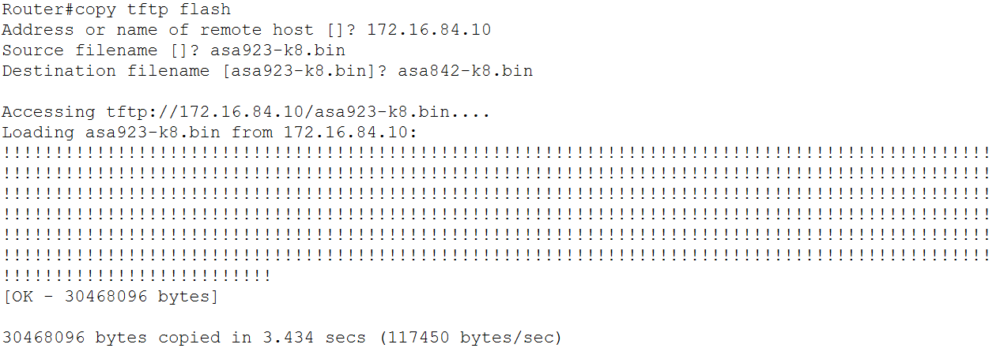 Router#copy tftp flash
Address or name of remote host []? 172.16.84.10
Source filename []? asa923-k8.bin
Destination filename [asa923-k8.bin]? asa842-k8.bin
Accessing tftp://172.16.84.10/asa923-k8.bin....
Loading asa923-k8.bin from 172.16.84.10:
!!!!!!!!!!!!!!!!!!!!!!!!!!!!!!!!!!!!!!!!!!!!!!!!!!!!!!!!!!!!!!!!!!!!!!!!!!!!!!!!!!!!!!!!!!!!!!!
!!!!!!!!!!!!!!!!!!!!!!!!!!!!!!!!!!!!!!!!!!!!!!!!!!!!!!!!!!!!!!!!!!!!!!!!!!!!!!!!!!!!!!!!!!!!!!!
!!!!!!!!!!!!!!!!!!!!!!!!!!!!!!!!!!!!!!!!!!!!!!!!!!!!!!!!!!!!!!!!!!!!!!!!!!!!!!!!!!!!!!!!!!!!!!!
!!!!!!!!!!!!!!!!!!!!!!!!!!!!!!!!!!!!!!!!!!!!!!!!!!!!!!!!!!!!!!!!!!!!!!!!!!!!!!!!!!!!!!!!!!!!!!!
!!!!!!!!!!!!!!!!!!!!!!!!!!!!!!!!!!!!!!!!!!!!!!!!!!!!!!!!!!!!!!!!!!!!!!!!!!!!!!!!!!!!!!!!!!!!!!!
!!!!!!!!!!!!!!!!!!!!!!!!!!!!!!!!!!!!!!!!!!!!!!!!!!!!!!!!!!!!!!!!!!!!!!!!!!!!!!!!!!!!!!!!!!!!!!!
!!!!!!!!!!!!!!!!!!!!!!!!!!
[OK - 30468096 bytes]
30468096 bytes copied in 3.434 secs (117450 bytes/sec)